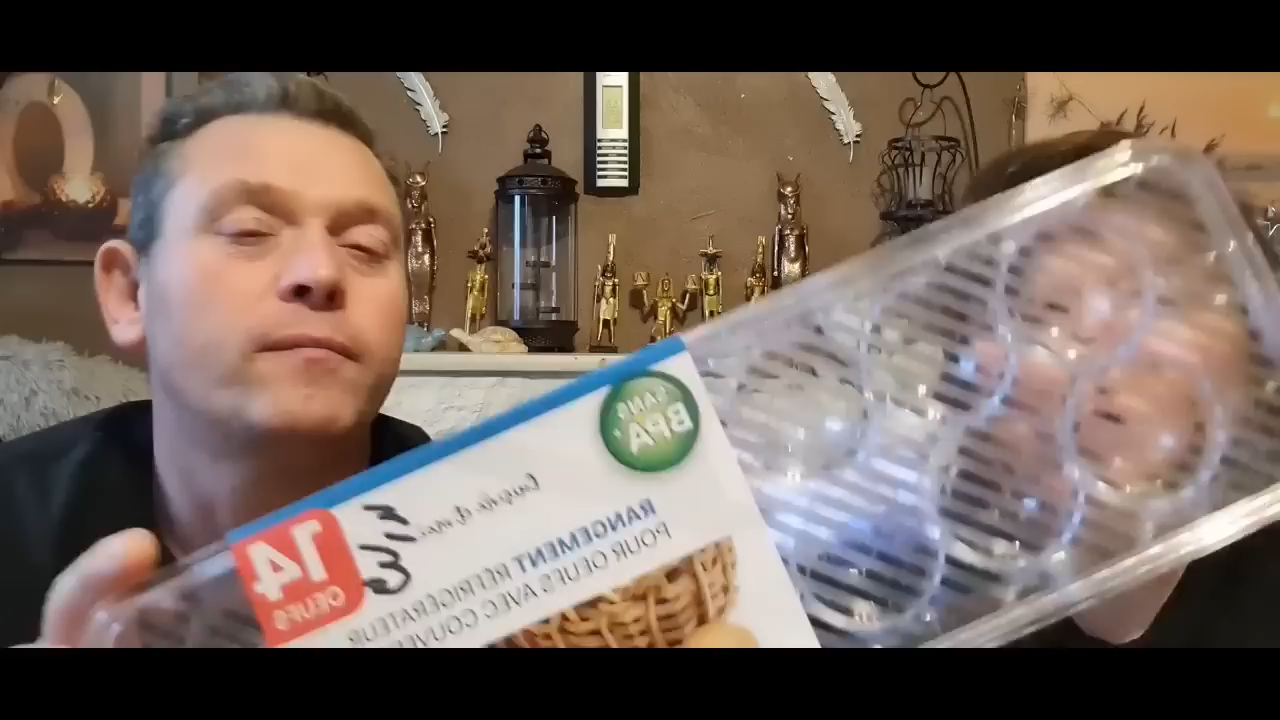 SANS
BPA*
RANGEMENT RÉFRIGÉRATEUR
POUR OEUFS AVEC
14
OEUFS